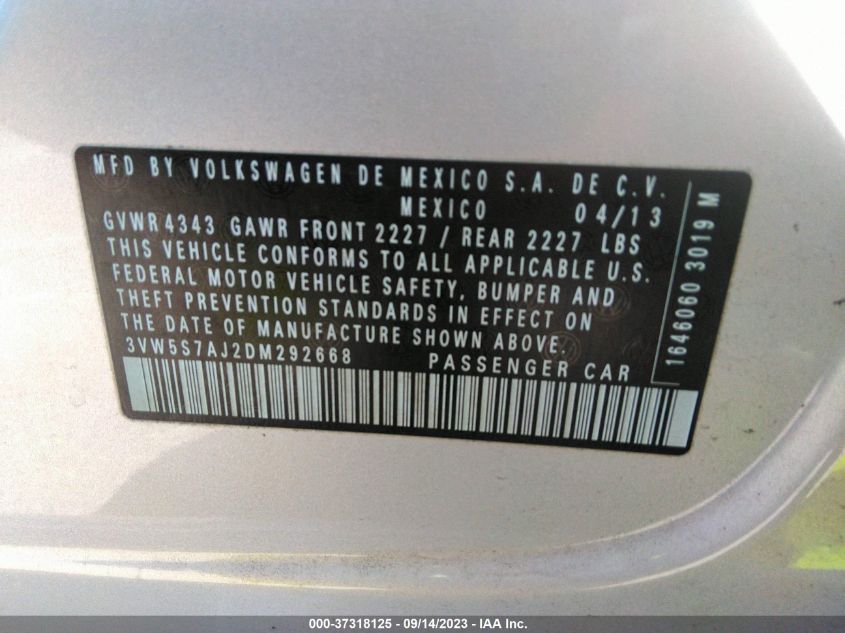 MFD BY VOLKSWAGEN DE MEXICO S.A. DE C.V.
MEXICO 04/13
GVWR 4343 GAWR FRONT 2227 / REAR 2227 LBS
THIS VEHICLE CONFORMS TO ALL APPLICABLE U.S.
FEDERAL MOTOR VEHICLE SAFETY, BUMPER AND
THEFT PREVENTION STANDARDS IN EFFECT ON
THE DATE OF MANUFACTURE SHOWN ABOVE.
3VW5S7AJ2DM292668 PASSENGER CAR
1646060 3019 M
000-37318125 - 09/14/2023 - IAA Inc.